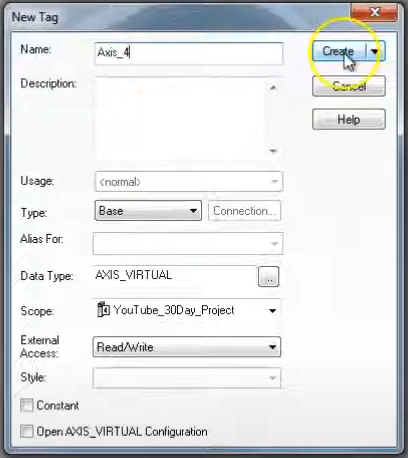 New Tag
Name: Axis_4 Create
Description: Cancel
Help
Usage: <normal>
Type: Base Connection...
Alias For:
Data Type: AXIS_VIRTUAL ...
Scope: YouTube_30Day_Project
External
Access: Read/Write
Style:
Constant
Open AXIS_VIRTUAL Configuration